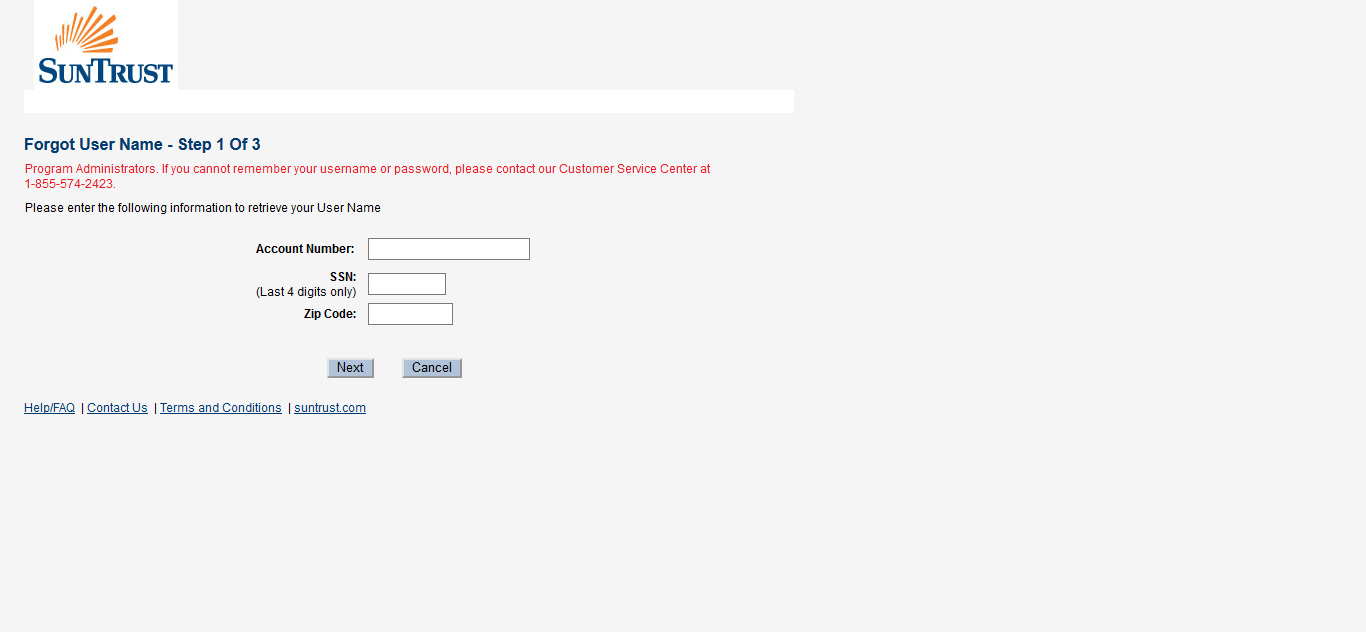 SUNTRUST
Forgot User Name - Step 1 Of 3
Program Administrators. If you cannot remember your username or password, please contact our Customer Service Center at
1-855-574-2423.
Please enter the following information to retrieve your User Name
Account Number:
SSN:
(Last 4 digits only)
Zip Code:
Next Cancel
Help/FAQ | Contact Us | Terms and Conditions | suntrust.com